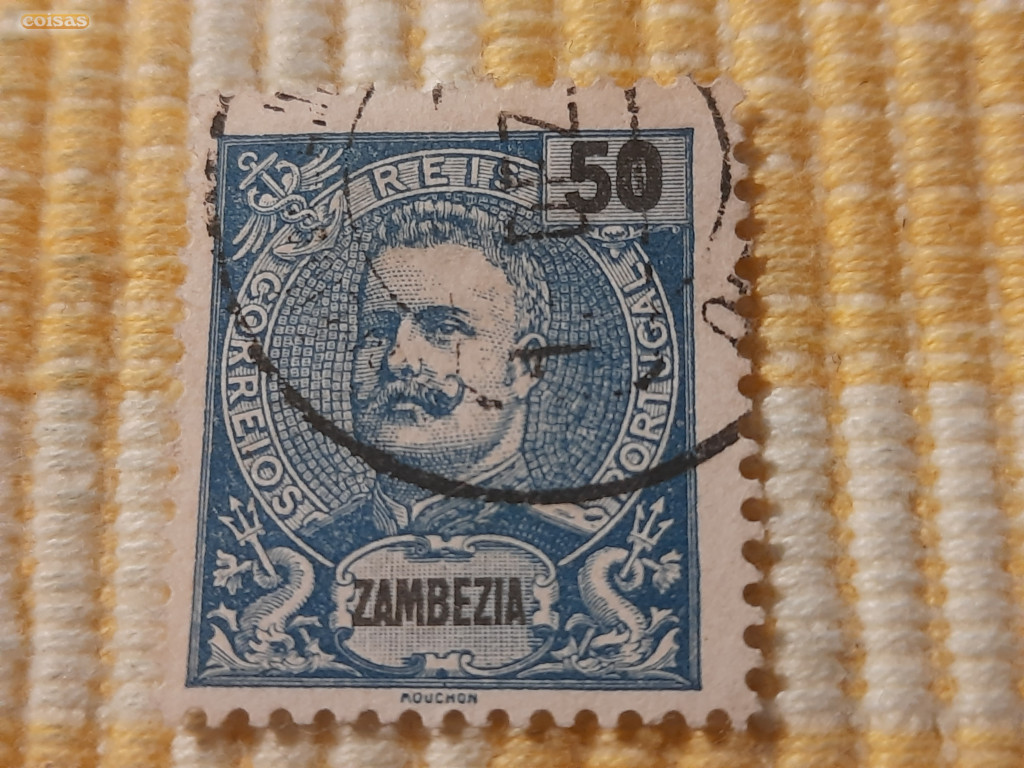 coisas
REIS
50
CORREIOS
PORTUGAL
ZAMBEZIA
MOUCHON